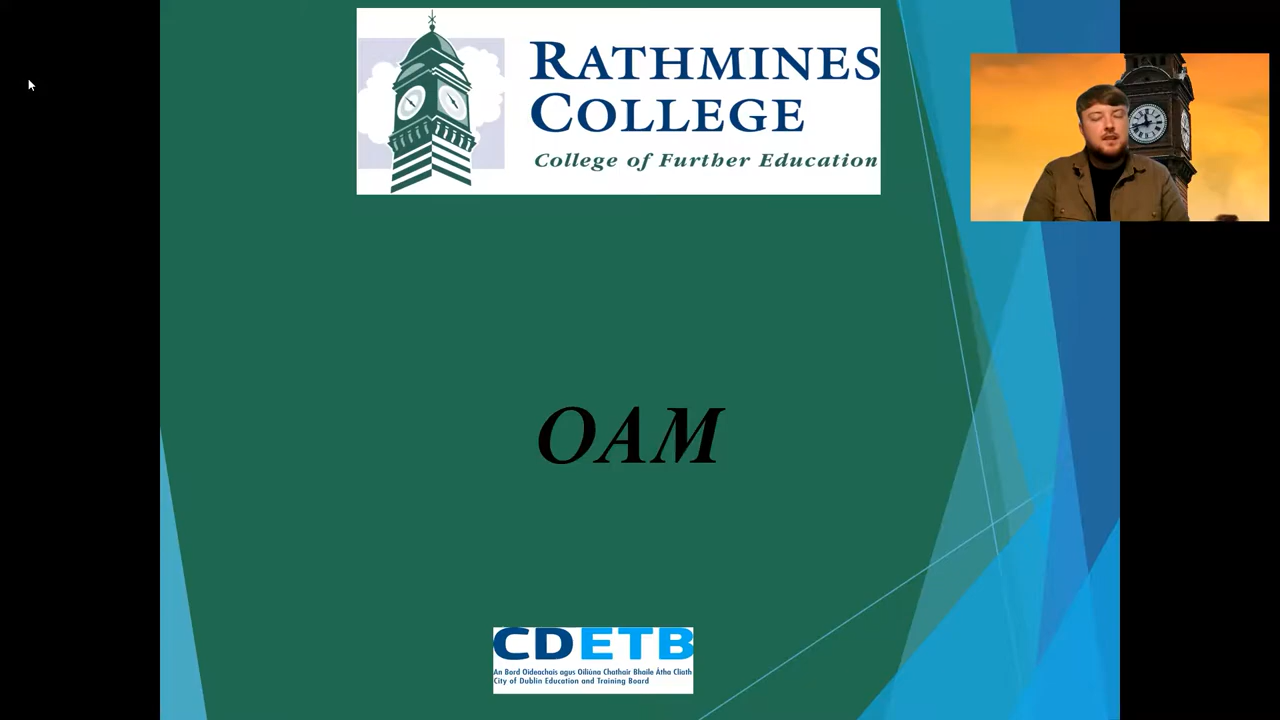 RATHMINES
COLLEGE
College of Further Education
OAM
CDETB
An Bord Oideachais agus Oiliúna Chathair Bhaile Átha Cliath
City of Dublin Education and Training Board